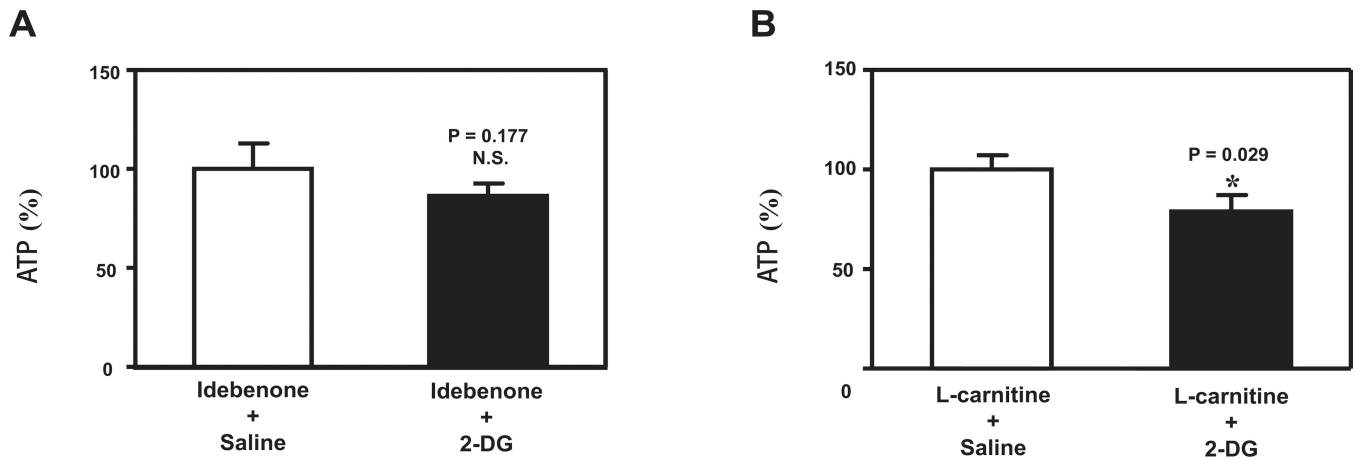 A
ATP (%)
150
100
50
0
P = 0.177
N.S.
Idebenone
+
Saline
Idebenone
+
2-DG
B
ATP (%)
150
100
50
0
P = 0.029
*
L-carnitine
+
Saline
L-carnitine
+
2-DG